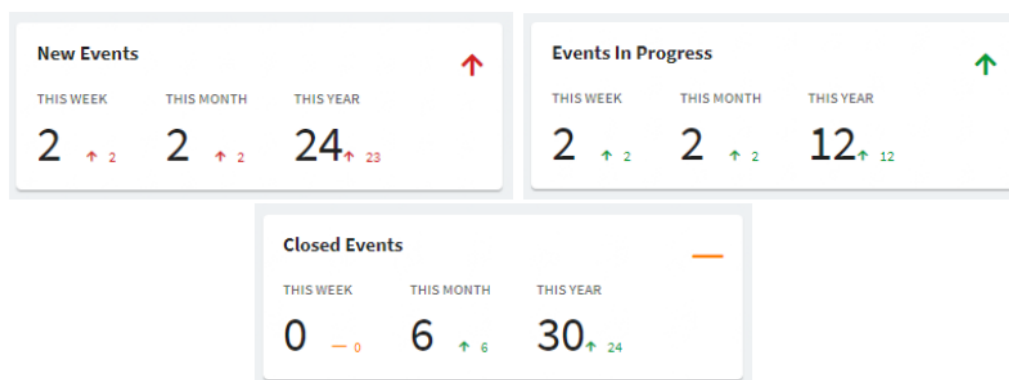 New Events
THIS WEEK THIS MONTH THIS YEAR
2 ↑ 2 2 ↑ 2 24 ↑ 23
Events In Progress
THIS WEEK THIS MONTH THIS YEAR
2 ↑ 2 2 ↑ 2 12 ↑ 12
Closed Events
THIS WEEK THIS MONTH THIS YEAR
0 — 0 6 ↑ 6 30 ↑ 24